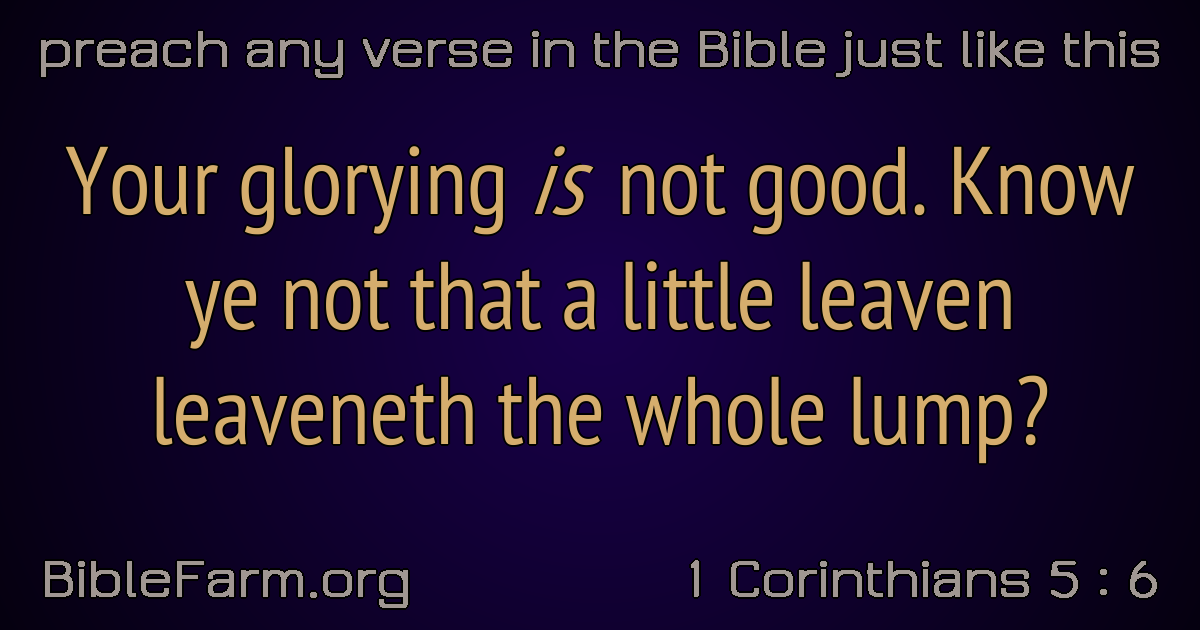 preach any verse in the Bible just like this
Your glorying is not good. Know
ye not that a little leaven
leaveneth the whole lump?
BibleFarm.org
1 Corinthians 5 : 6